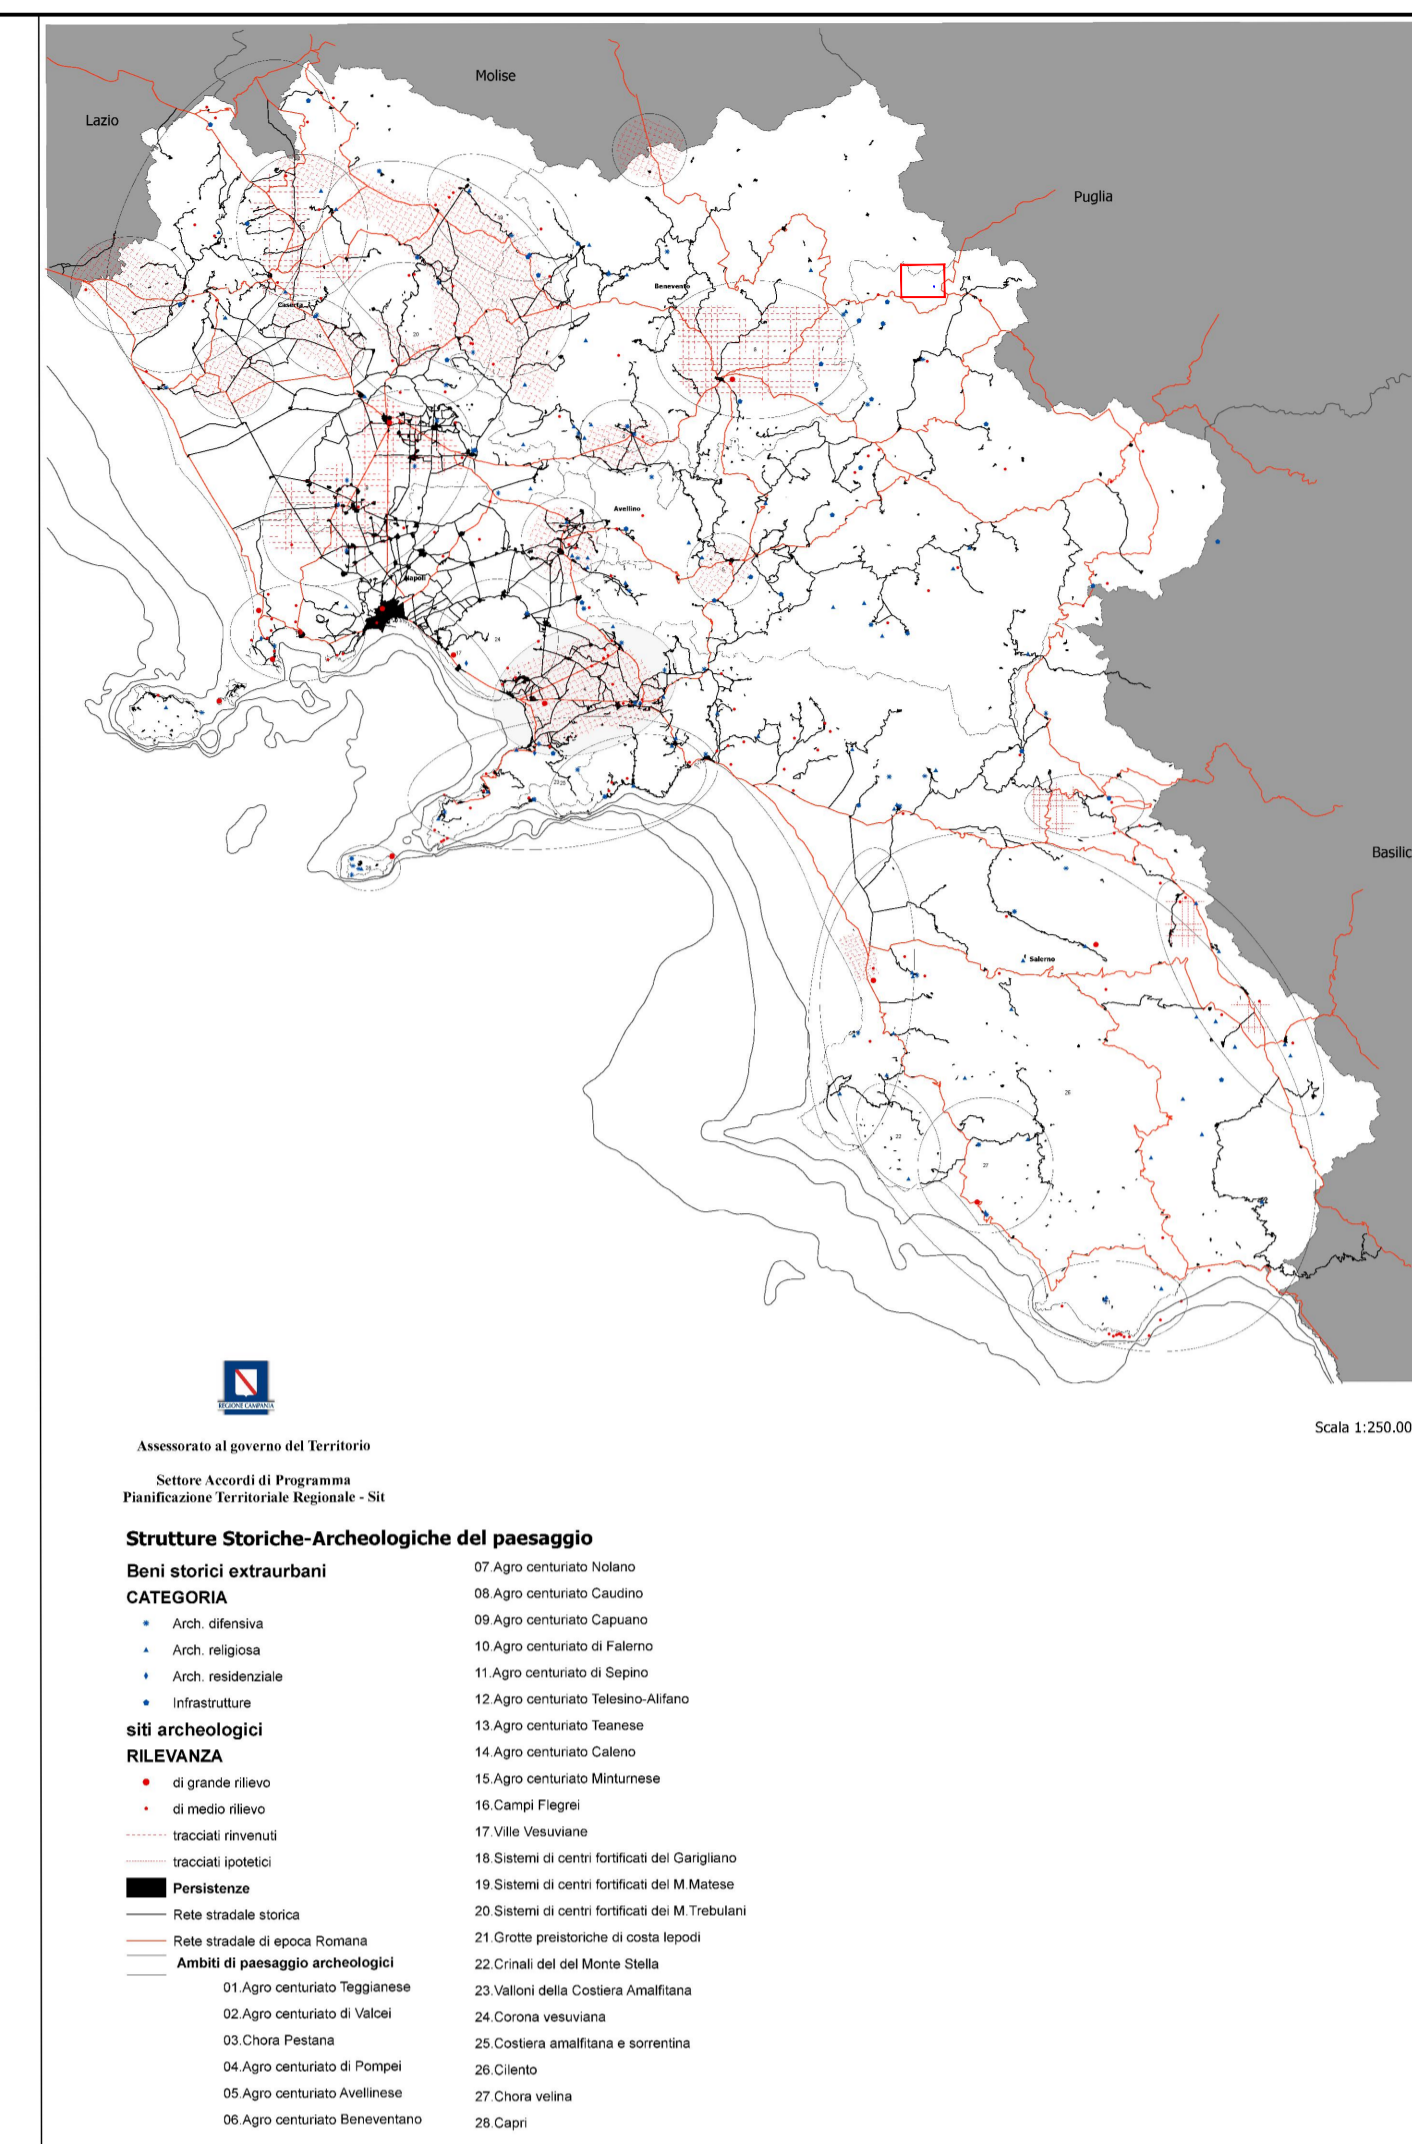 Molise
Lazio
Puglia
Benevento
Caserta
Avellino
Napoli
Basilic
Salerno
REGIONE CAMPANIA
Scala 1:250.00
Assessorato al governo del Territorio
Settore Accordi di Programma
Pianificazione Territoriale Regionale - Sit
Strutture Storiche-Archeologiche del paesaggio
Beni storici extraurbani
CATEGORIA
Arch. difensiva
Arch. religiosa
Arch. residenziale
Infrastrutture
siti archeologici
RILEVANZA
di grande rilievo
di medio rilievo
tracciati rinvenuti
tracciati ipotetici
Persistenze
Rete stradale storica
Rete stradale di epoca Romana
Ambiti di paesaggio archeologici
01.Agro centuriato Teggianese
02.Agro centuriato di Valcei
03.Chora Pestana
04.Agro centuriato di Pompei
05.Agro centuriato Avellinese
06.Agro centuriato Beneventano
07.Agro centuriato Nolano
08.Agro centuriato Caudino
09.Agro centuriato Capuano
10.Agro centuriato di Falerno
11.Agro centuriato di Sepino
12.Agro centuriato Telesino-Alifano
13.Agro centuriato Teanese
14.Agro centuriato Caleno
15.Agro centuriato Minturnese
16.Campi Flegrei
17.Ville Vesuviane
18.Sistemi di centri fortificati del Garigliano
19.Sistemi di centri fortificati del M.Matese
20.Sistemi di centri fortificati dei M.Trebulani
21.Grotte preistoriche di costa lepodi
22.Crinali del del Monte Stella
23.Valloni della Costiera Amalfitana
24.Corona vesuviana
25.Costiera amalfitana e sorrentina
26.Cilento
27.Chora velina
28.Capri